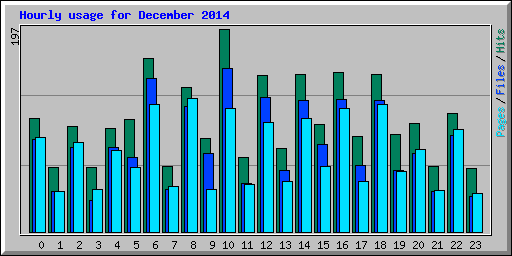 Hourly usage for December 2014
197
Pages/Files/Hits
0 1 2 3 4 5 6 7 8 9 10 11 12 13 14 15 16 17 18 19 20 21 22 23